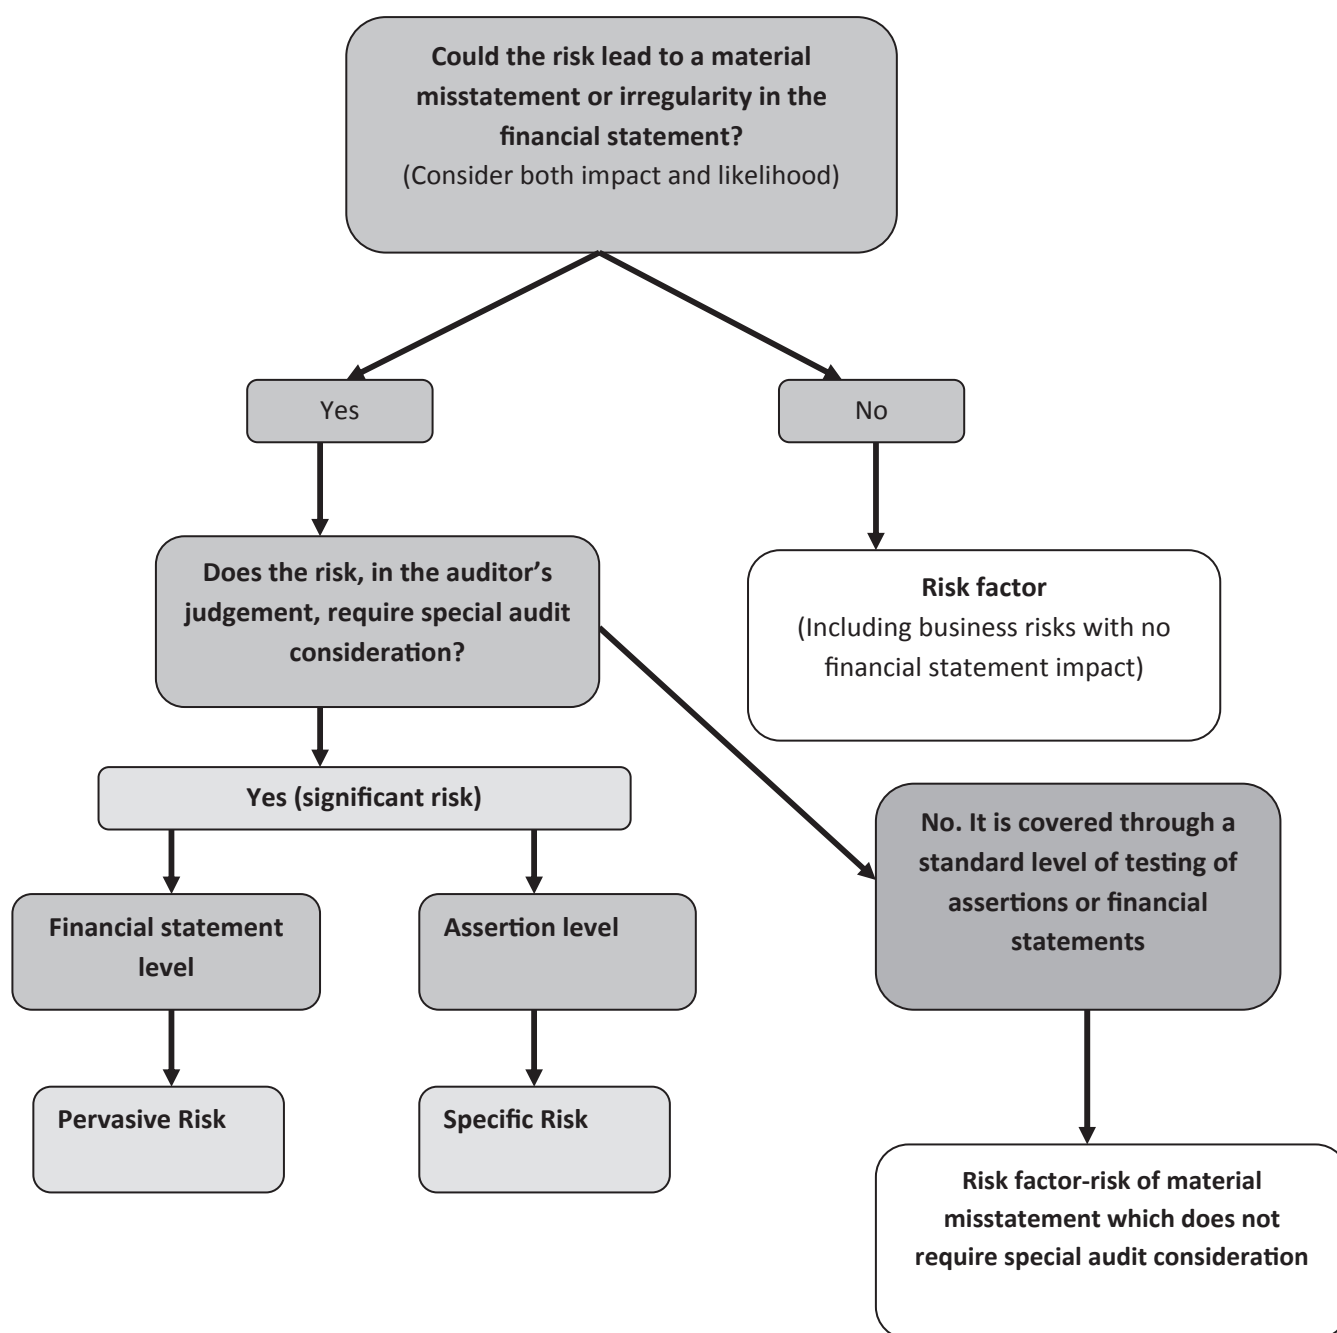 Could the risk lead to a material
misstatement or irregularity in the
financial statement?
(Consider both impact and likelihood)
Yes
No
Does the risk, in the auditor’s
judgement, require special audit
consideration?
Risk factor
(Including business risks with no
financial statement impact)
Yes (significant risk)
No. It is covered through a
standard level of testing of
assertions or financial
statements
Financial statement
level
Assertion level
Pervasive Risk
Specific Risk
Risk factor-risk of material
misstatement which does not
require special audit consideration